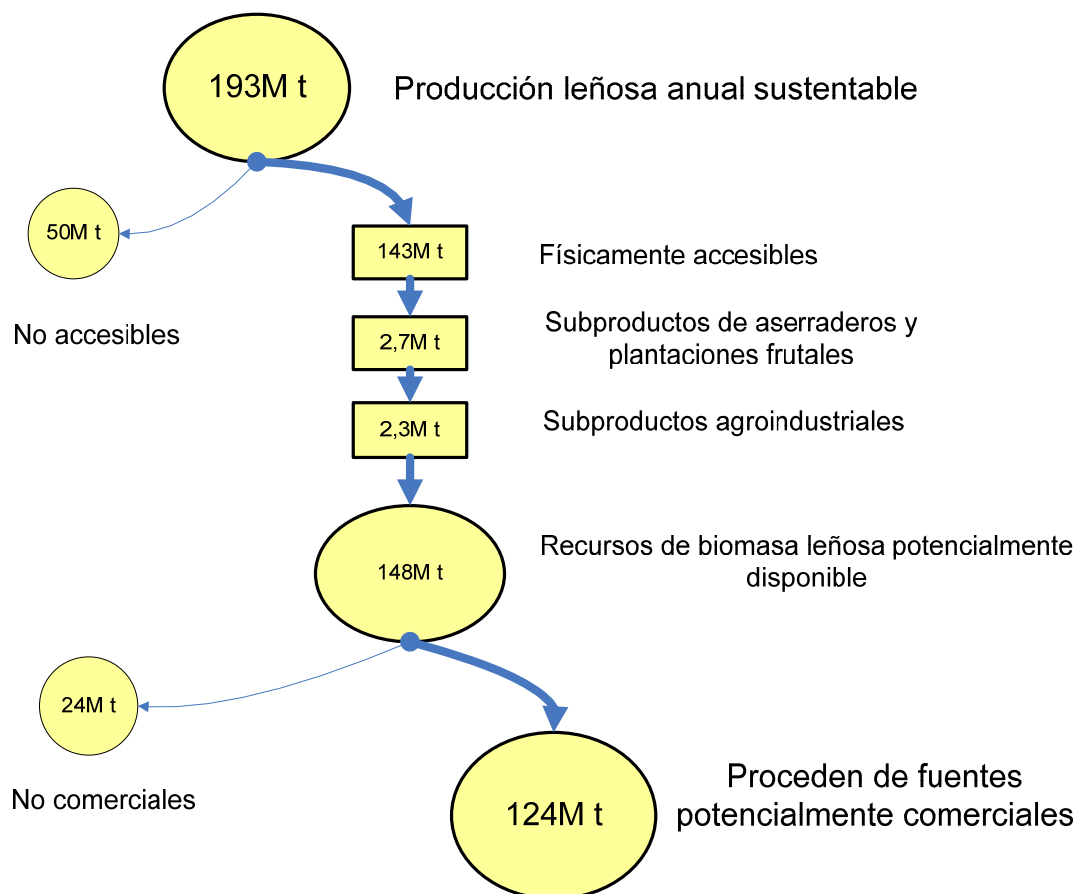 193M t
Producción leñosa anual sustentable
50M t
No accesibles
143M t
Físicamente accesibles
2,7M t
Subproductos de aserraderos y
plantaciones frutales
2,3M t
Subproductos agroindustriales
148M t
Recursos de biomasa leñosa potencialmente
disponible
24M t
No comerciales
124M t
Proceden de fuentes
potencialmente comerciales